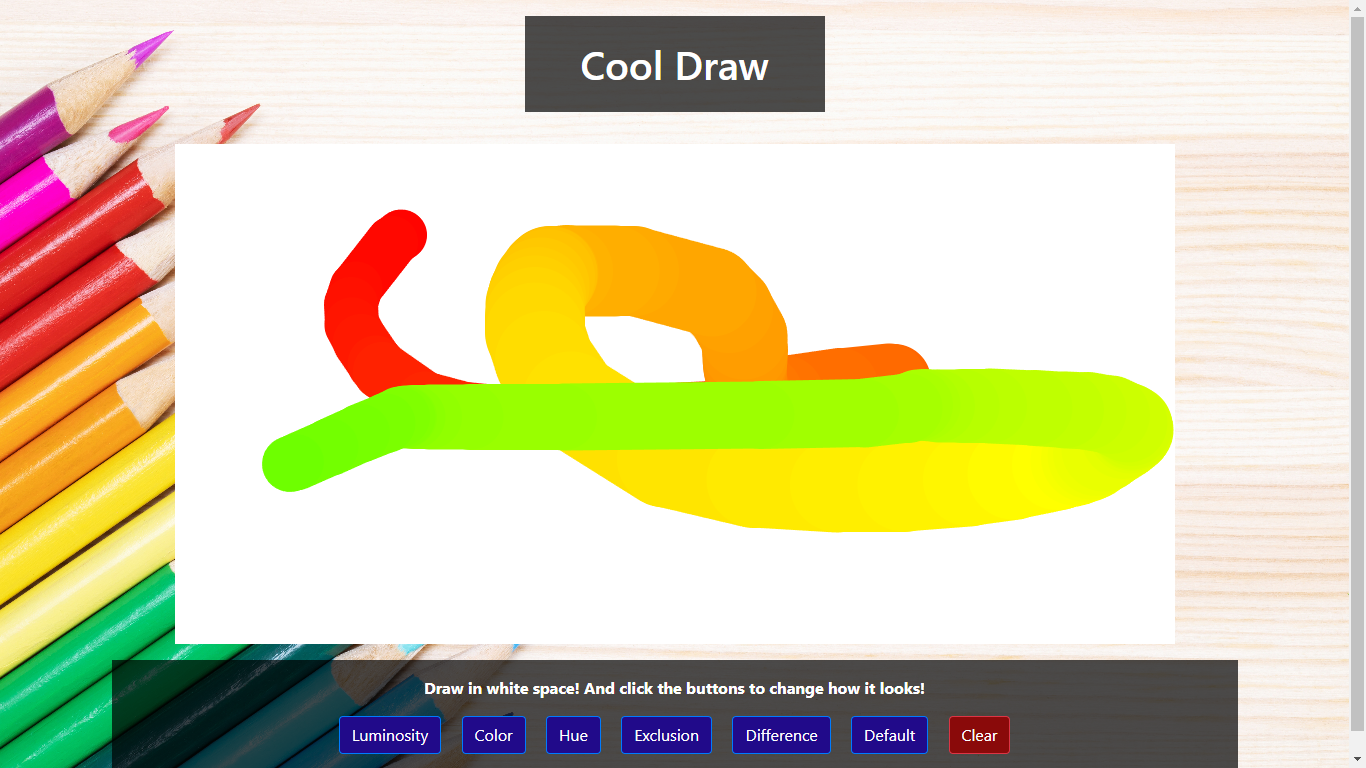 Cool Draw
Draw in white space! And click the buttons to change how it looks!
Luminosity Color Hue Exclusion Difference Default Clear